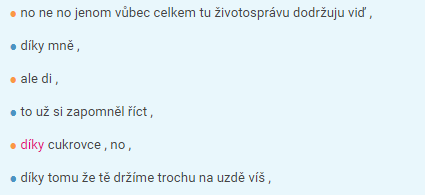 no ne no jenom vůbec celkem tu životosprávu dodržuju viď ,
díky mně ,
ale di ,
to už si zapomněl říct ,
díky cukrovce , no ,
díky tomu že tě držíme trochu na uzdě víš ,